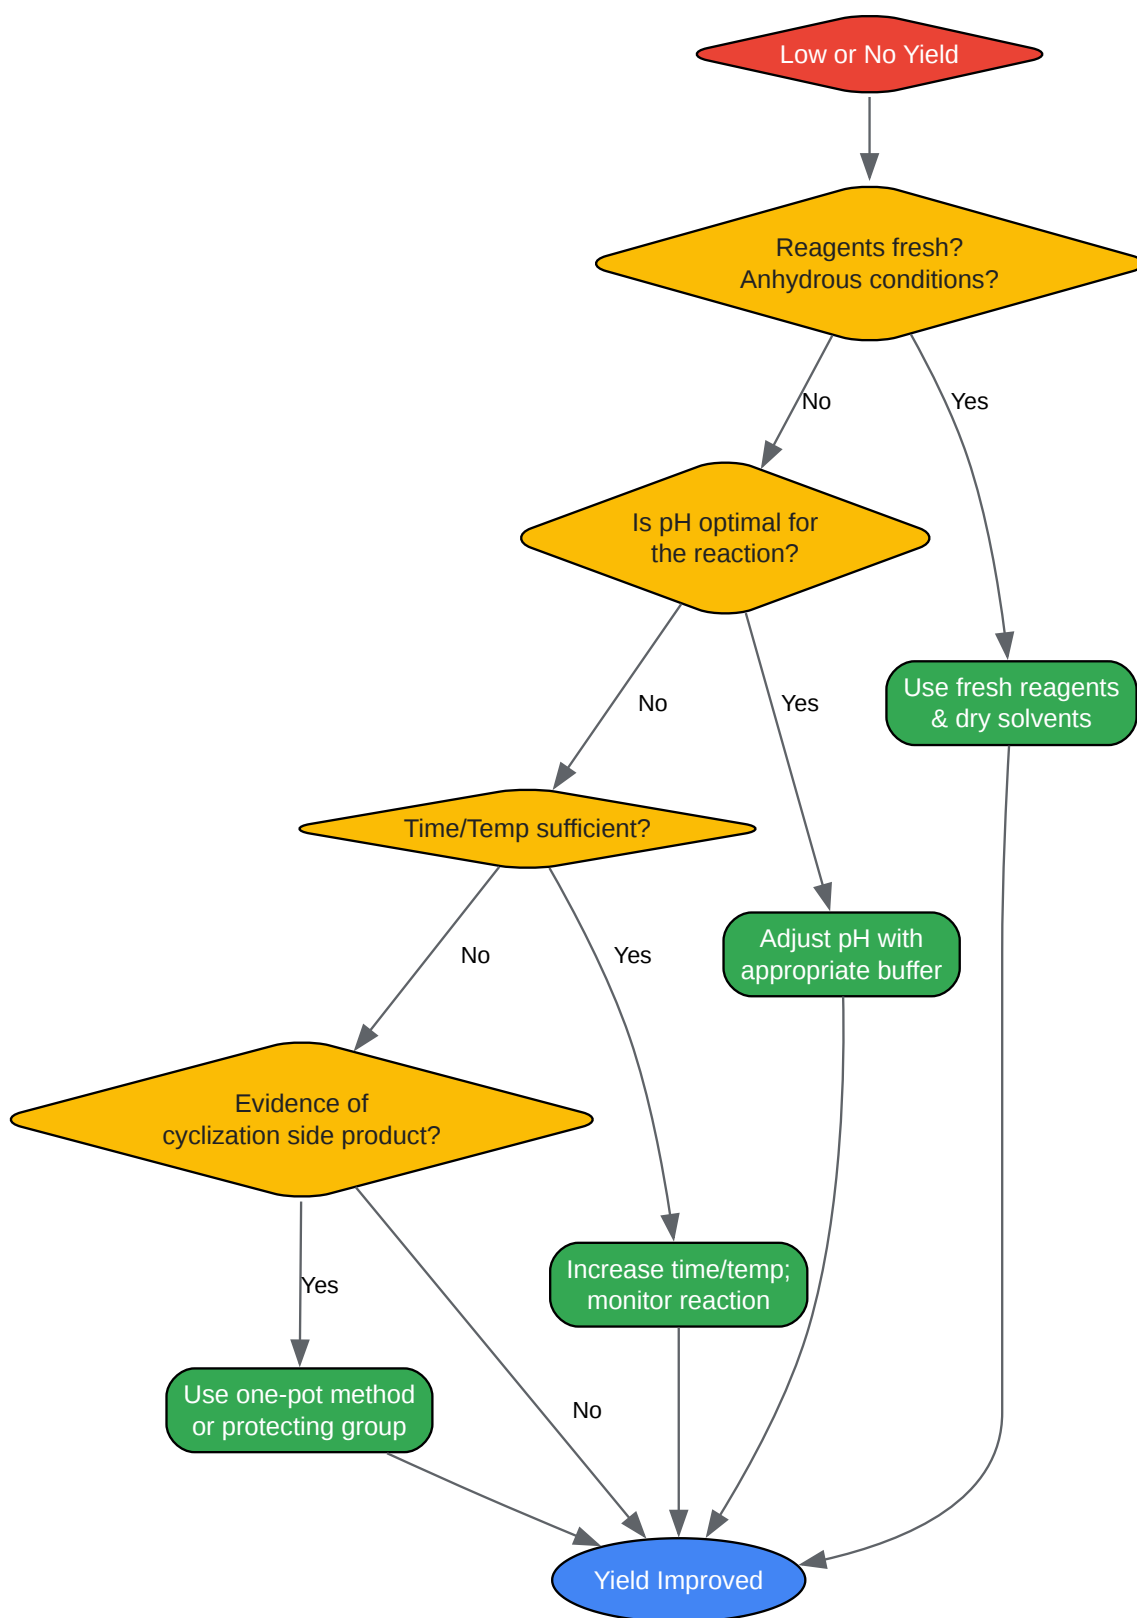 Low or No Yield
Reagents fresh?
Anhydrous conditions?
No
Yes
Is pH optimal for
the reaction?
Use fresh reagents
& dry solvents
No
Yes
Time/Temp sufficient?
Adjust pH with
appropriate buffer
No
Yes
Evidence of
cyclization side product?
Increase time/temp;
monitor reaction
Yes
Use one-pot method
or protecting group
No
Yield Improved